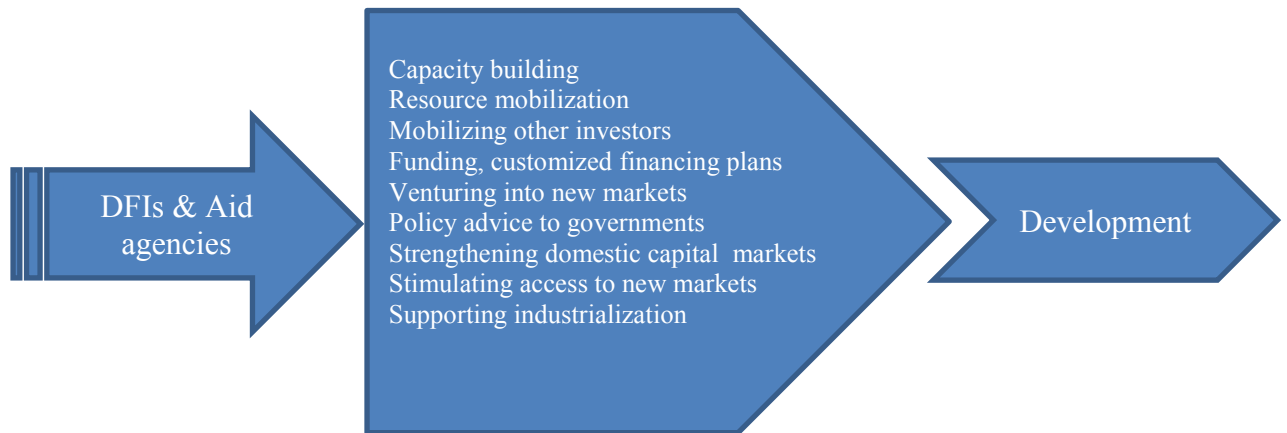 DFIs & Aid
agencies
Capacity building
Resource mobilization
Mobilizing other investors
Funding, customized financing plans
Venturing into new markets
Policy advice to governments
Strengthening domestic capital  markets
Stimulating access to new markets
Supporting industrialization
Development